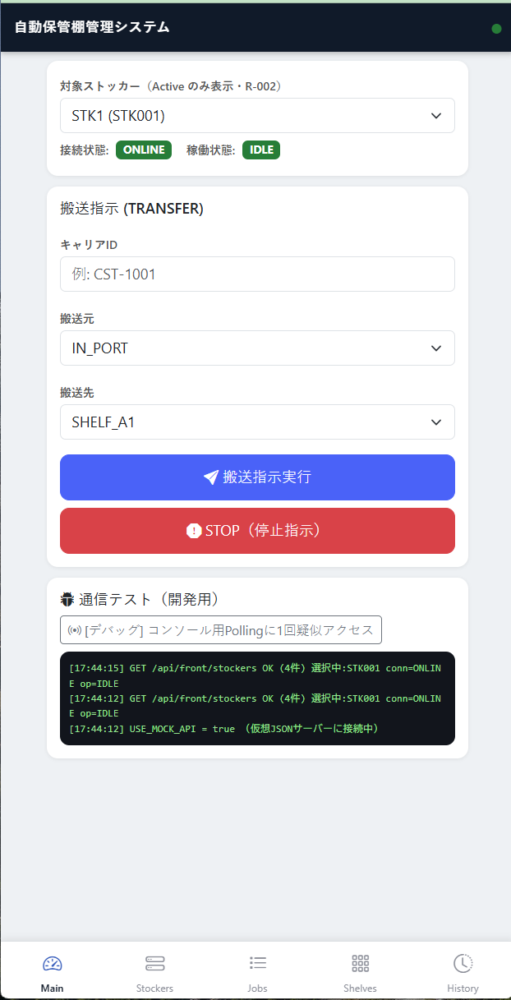 自動保管棚管理システム
対象ストッカー（Active のみ表示・R-002）
STK1 (STK001)
接続状態: ONLINE 稼働状態: IDLE
搬送指示 (TRANSFER)
キャリアID
例: CST-1001
搬送元
IN_PORT
搬送先
SHELF_A1
搬送指示実行
STOP（停止指示）
通信テスト（開発用）
[デバッグ] コンソール用Pollingに1回疑似アクセス
[17:44:15] GET /api/front/stockers OK (4件) 選択中:STK001 conn=ONLIN
E op=IDLE
[17:44:12] GET /api/front/stockers OK (4件) 選択中:STK001 conn=ONLIN
E op=IDLE
[17:44:12] USE_MOCK_API = true （仮想JSONサーバーに接続中）
Main Stockers Jobs Shelves History